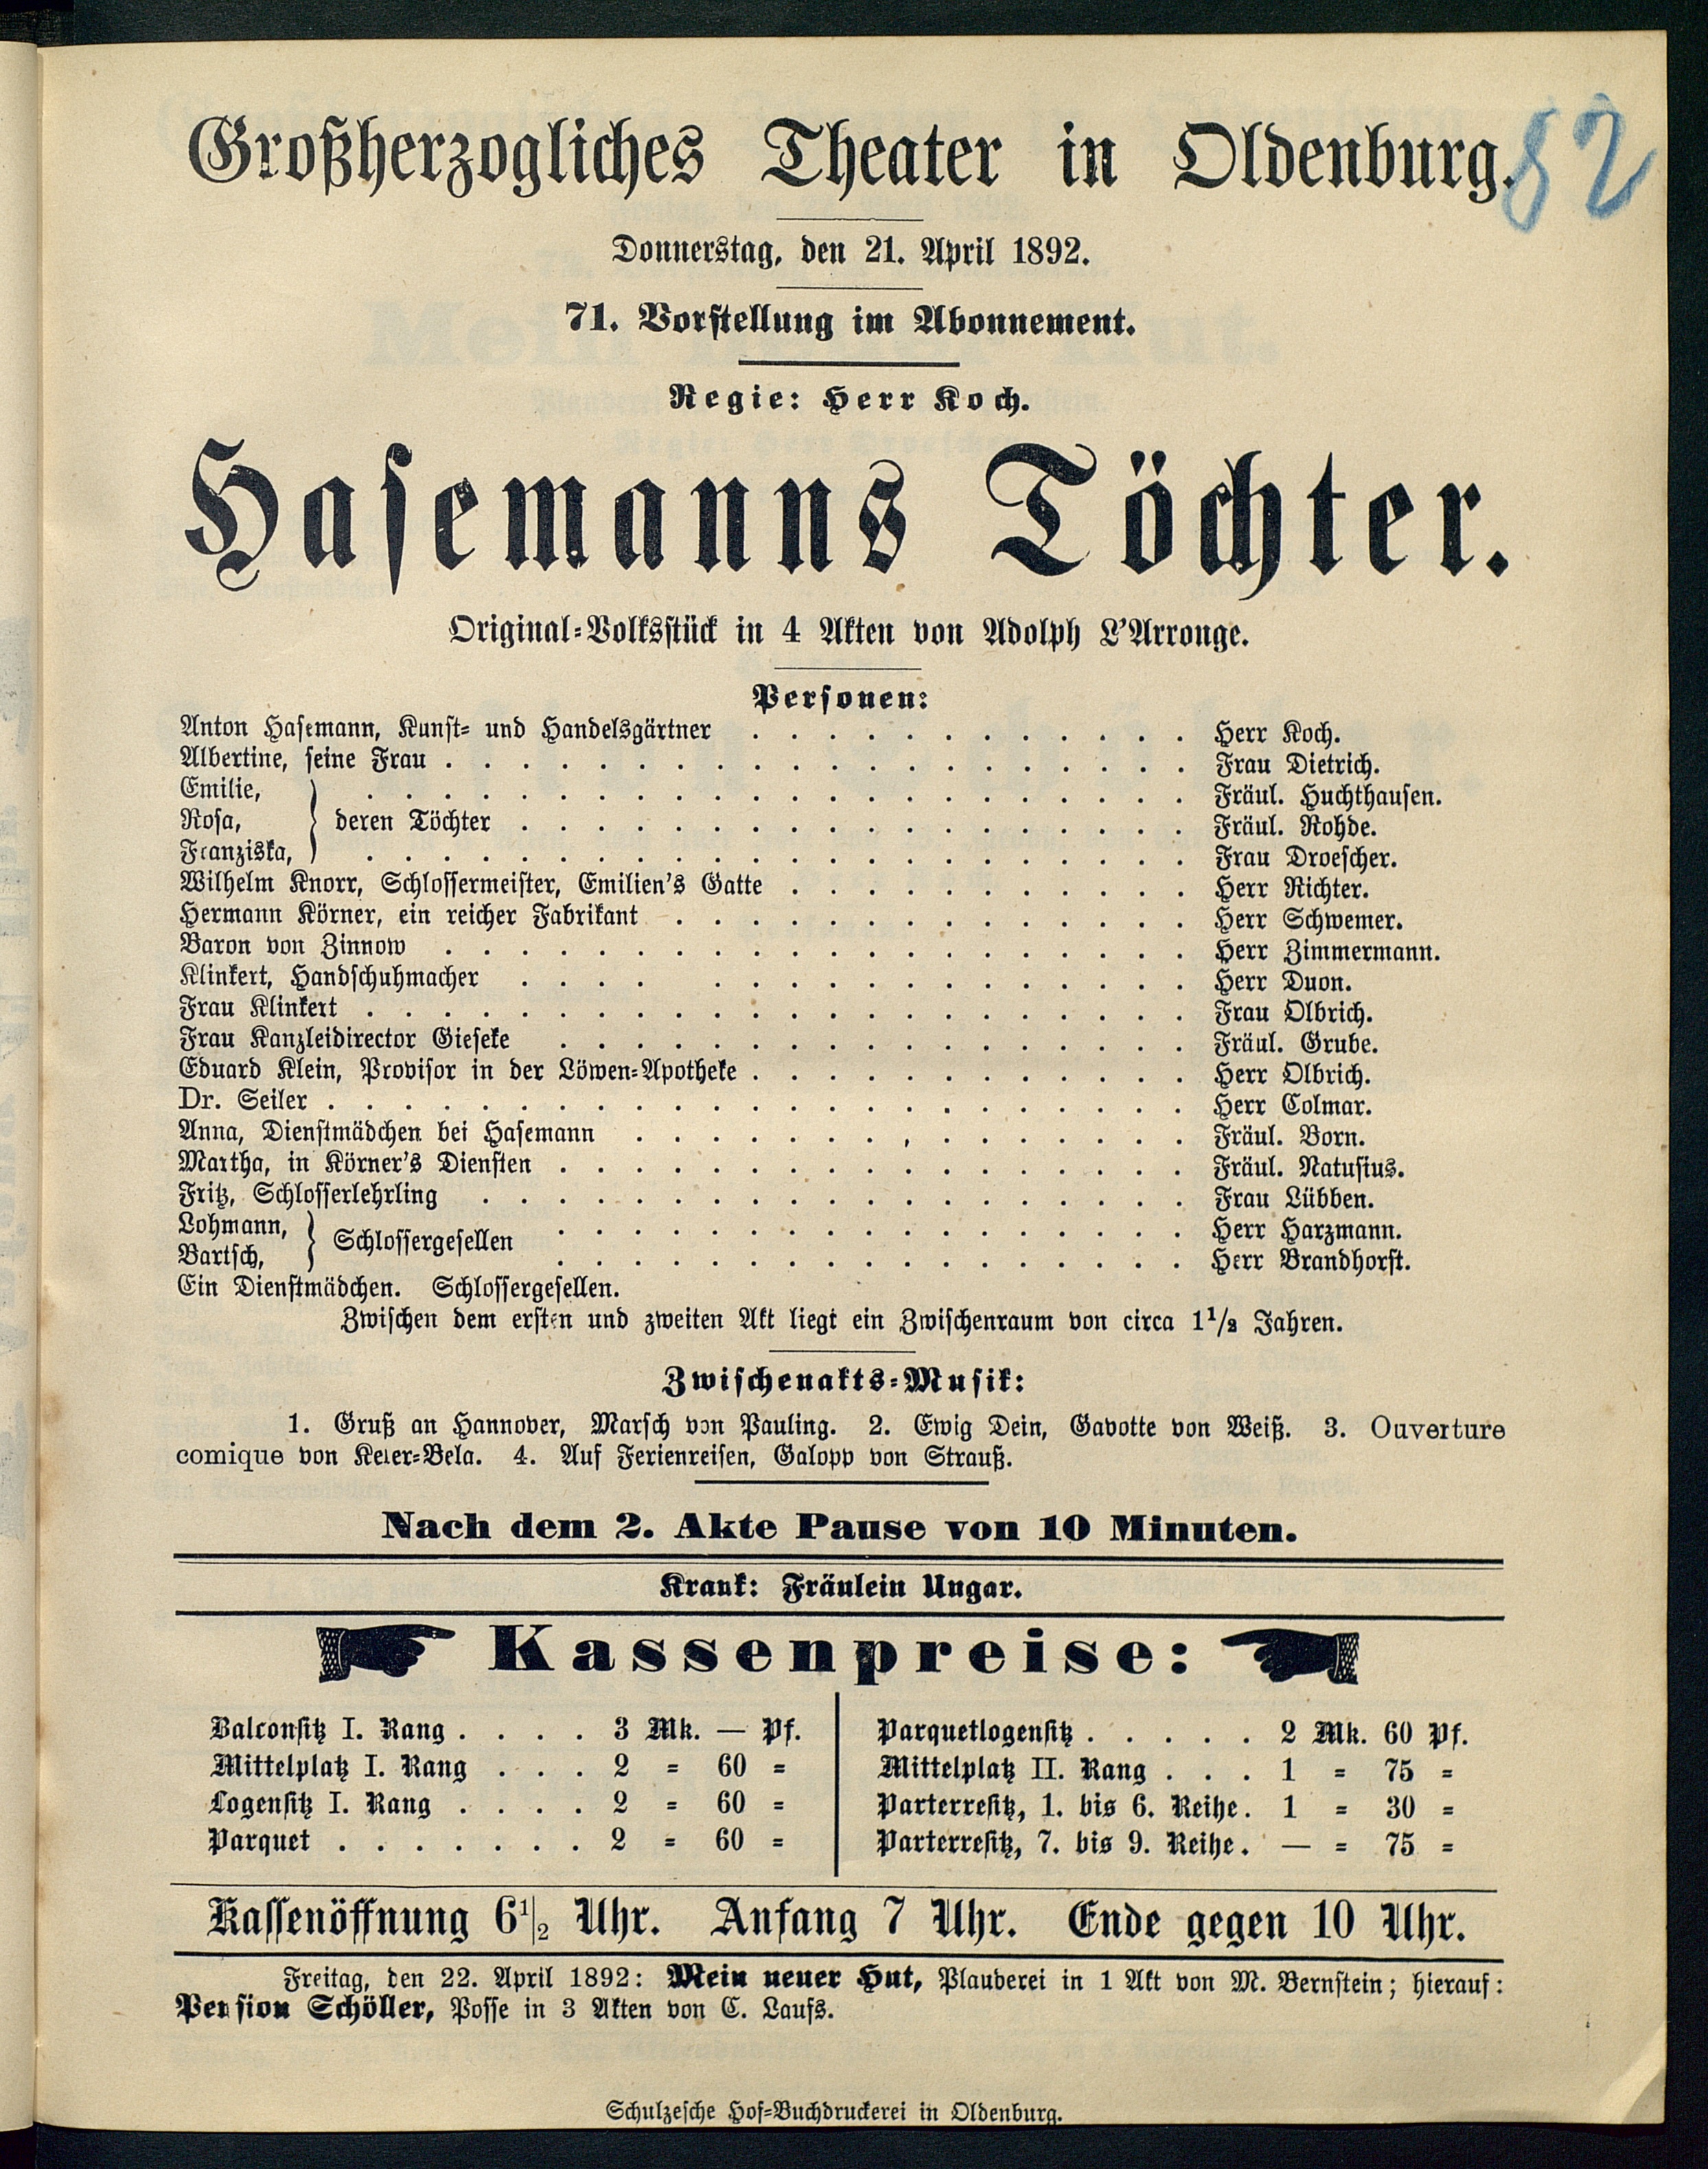 82
Großherzogliches Theater in Oldenburg.
Donnerstag, den 21. April 1892.
71. Vorstellung im Abonnement.
Regie: Herr Koch.
Hasemanns Töchter.
Original-Volksstück in 4 Akten von Adolph L'Arronge.
Personen:
Anton Hasemann, Kunst- und Handelsgärtner . . . . . . . . . . . . Herr Koch.
Albertine, seine Frau . . . . . . . . . . . . . . . . . . . . Frau Dietrich.
Emilie, . . . . . . . . . . . . . . . . . . . . . . Fräul. Huchthausen.
Rosa, } deren Töchter . . . . . . . . . . . . . . . . . . Fräul. Rohde.
Franziska, . . . . . . . . . . . . . . . . . . . . . . Frau Droescher.
Wilhelm Knorr, Schlossermeister, Emilien's Gatte . . . . . . . . . . . Herr Richter.
Hermann Körner, ein reicher Fabrikant . . . . . . . . . . . . . . Herr Schwemer.
Baron von Zinnow . . . . . . . . . . . . . . . . . . . . Herr Zimmermann.
Klinkert, Handschuhmacher . . . . . . . . . . . . . . . . . Herr Duon.
Frau Klinkert . . . . . . . . . . . . . . . . . . . . . . Frau Olbrich.
Frau Kanzleidirector Gieseke . . . . . . . . . . . . . . . . . Fräul. Grube.
Eduard Klein, Provisor in der Löwen-Apotheke . . . . . . . . . . . . Herr Olbrich.
Dr. Seiler . . . . . . . . . . . . . . . . . . . . . . . Herr Colmar.
Anna, Dienstmädchen bei Hasemann . . . . . . . , . . . . . . . Fräul. Born.
Martha, in Körner's Diensten . . . . . . . . . . . . . . . . . Fräul. Natusius.
Fritz, Schlosserlehrling . . . . . . . . . . . . . . . . . . . Frau Lübben.
Lohmann, } Schlossergesellen . . . . . . . . . . . . . . . . . Herr Harzmann.
Bartsch, . . . . . . . . . . . . . . . . . Herr Brandhorst.
Ein Dienstmädchen. Schlossergesellen.
Zwischen dem ersten und zweiten Akt liegt ein Zwischenraum von circa 1 1/2 Jahren.
Zwischenakts-Musik:
1. Gruß an Hannover, Marsch von Pauling. 2. Ewig Dein, Gavotte von Weiß. 3. Ouverture
comique von Keler-Bela. 4. Auf Ferienreisen, Galopp von Strauß.
Nach dem 2. Akte Pause von 10 Minuten.
Krank: Fräulein Ungar.
Kassenpreise:
Balconsitz I. Rang . . . . 3 Mk. — Pf.
Mittelplatz I. Rang . . . 2 = 60 =
Logensitz I. Rang . . . . 2 = 60 =
Parquet . . . . . . . 2 = 60 =
Parquetlogensitz . . . . . 2 Mk. 60 Pf.
Mittelplatz II. Rang . . . 1 = 75 =
Parterresitz, 1. bis 6. Reihe. 1 = 30 =
Parterresitz, 7. bis 9. Reihe. — = 75 =
Kassenöffnung 6 1/2 Uhr. Anfang 7 Uhr. Ende gegen 10 Uhr.
Freitag, den 22. April 1892: Mein neuer Hut, Plauderei in 1 Akt von M. Bernstein; hierauf:
Pension Schöller, Posse in 3 Akten von C. Laufs.
Schulzesche Hof-Buchdruckerei in Oldenburg.